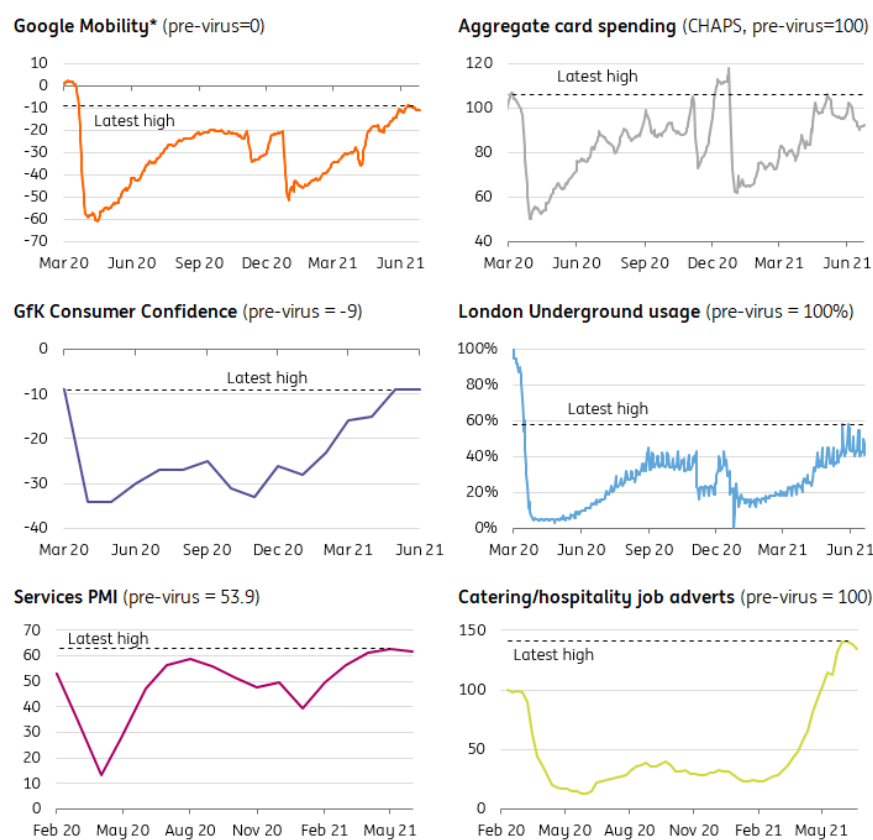 Google Mobility* (pre-virus=0)
10
0
-10
-20
-30
-40
-50
-60
-70
Latest high
Mar 20 Jun 20 Sep 20 Dec 20 Mar 21 Jun 21
Aggregate card spending (CHAPS, pre-virus=100)
120
100
80
60
40
Latest high
Mar 20 Jun 20 Sep 20 Dec 20 Mar 21 Jun 21
GfK Consumer Confidence (pre-virus = -9)
0
-10
-20
-30
-40
Latest high
Mar 20 Jun 20 Sep 20 Dec 20 Mar 21 Jun 21
London Underground usage (pre-virus = 100%)
100%
80%
60%
40%
20%
0%
Latest high
Mar 20 Jun 20 Sep 20 Dec 20 Mar 21 Jun 21
Services PMI (pre-virus = 53.9)
70
60
50
40
30
20
10
0
Latest high
Feb 20 May 20 Aug 20 Nov 20 Feb 21 May 21
Catering/hospitality job adverts (pre-virus = 100)
150
100
50
0
Latest high
Feb 20 May 20 Aug 20 Nov 20 Feb 21 May 21